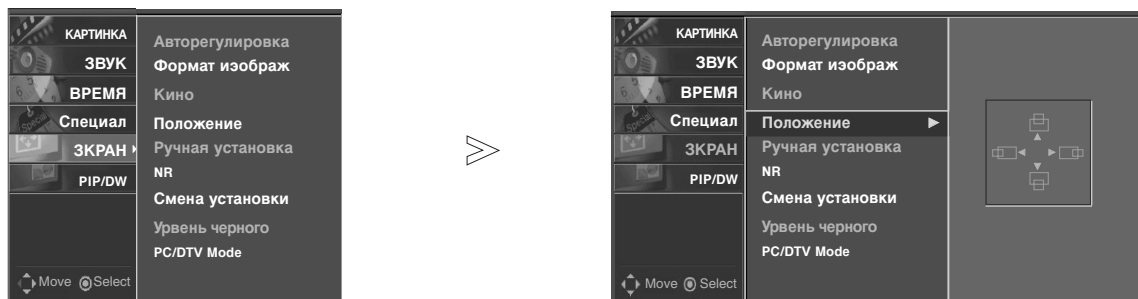 КАРТИНКА
ЗВУК
ВРЕМЯ
Специал
ЗКРАН
PIP/DW
Move Select
Авторегулировка
Формат иэображ
Кино
Положение
Ручная установка
NR
Смена установки
Урвень черного
PC/DTV Mode
КАРТИНКА
ЗВУК
ВРЕМЯ
Специал
ЗКРАН
PIP/DW
Move Select
Авторегулировка
Формат иэображ
Кино
Положение
Ручная установка
NR
Смена установки
Урвень черного
PC/DTV Mode